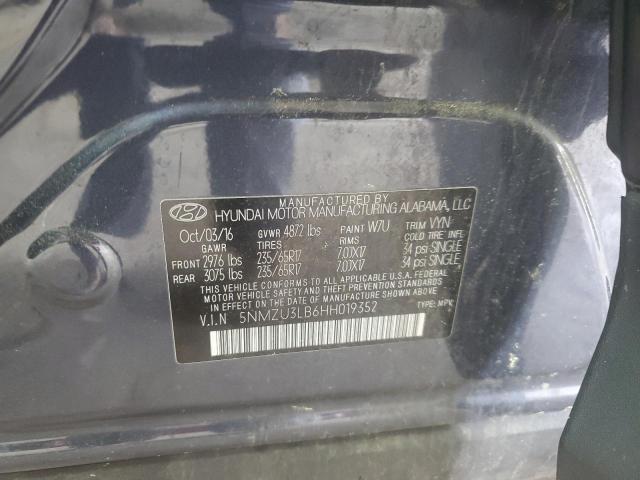 MANUFACTURED BY
HYUNDAI MOTOR MANUFACTURING ALABAMA, LLC
Oct/03/16 GVWR 4872 lbs PAINT W7U TRIM VYN
GAWR TIRES RIMS COLD TIRE INFL.
FRONT 2976 lbs 235/65R17 7.0JX17 34 psi SINGLE
REAR 3075 lbs 235/65R17 7.0JX17 34 psi SINGLE
THIS VEHICLE CONFORMS TO ALL APPLICABLE FEDERAL
MOTOR VEHICLE SAFETY, BUMPER, AND THEFT PREVENTION
STANDARDS IN EFFECT ON THE DATE OF MANUFACTURE SHOWN ABOVE.
V.I.N 5NMZU3LB6HH019352 TYPE: MPV